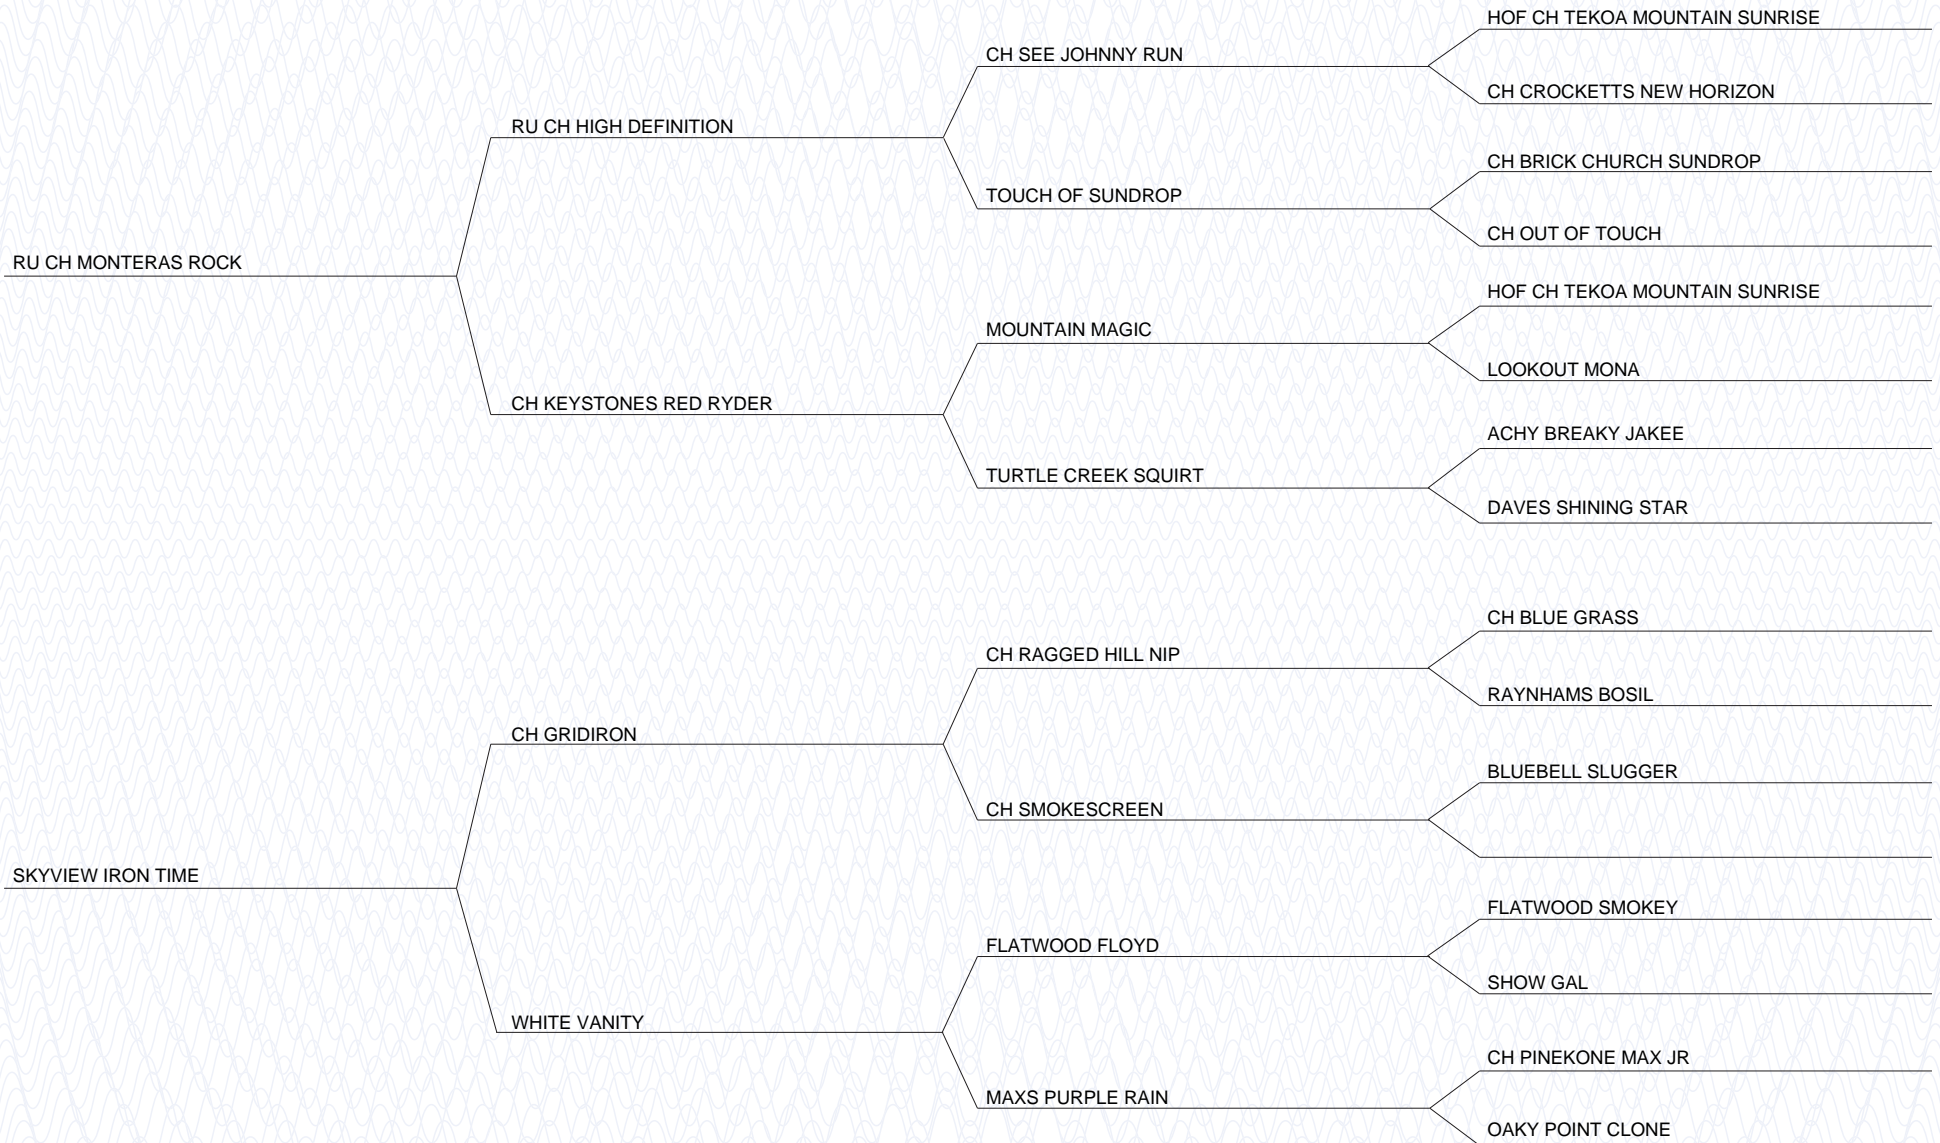 HOF CH TEKOA MOUNTAIN SUNRISE
CH SEE JOHNNY RUN
CH CROCKETTS NEW HORIZON
RU CH HIGH DEFINITION
CH BRICK CHURCH SUNDROP
TOUCH OF SUNDROP
CH OUT OF TOUCH
RU CH MONTERAS ROCK
HOF CH TEKOA MOUNTAIN SUNRISE
MOUNTAIN MAGIC
LOOKOUT MONA
CH KEYSTONES RED RYDER
ACHY BREAKY JAKEE
TURTLE CREEK SQUIRT
DAVES SHINING STAR
CH BLUE GRASS
CH RAGGED HILL NIP
RAYNHAMS BOSIL
CH GRIDIRON
BLUEBELL SLUGGER
CH SMOKESCREEN
SKYVIEW IRON TIME
FLATWOOD SMOKEY
FLATWOOD FLOYD
SHOW GAL
WHITE VANITY
CH PINEKONE MAX JR
MAXS PURPLE RAIN
OAKY POINT CLONE